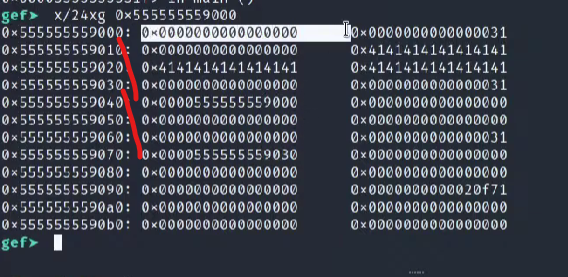 gef> x/24xg 0x555555559000
0x555555559000: 0x0000000000000000 0x0000000000000031
0x555555559010: 0x0000000000000000 0x4141414141414141
0x555555559020: 0x4141414141414141 0x4141414141414141
0x555555559030: 0x0000000000000000 0x0000000000000031
0x555555559040: 0x0000555555559000 0x0000000000000000
0x555555559050: 0x0000000000000000 0x0000000000000000
0x555555559060: 0x0000000000000000 0x0000000000000031
0x555555559070: 0x0000555555559030 0x0000000000000000
0x555555559080: 0x0000000000000000 0x0000000000000000
0x555555559090: 0x0000000000000000 0x0000000000020f71
0x5555555590a0: 0x0000000000000000 0x0000000000000000
0x5555555590b0: 0x0000000000000000 0x0000000000000000
gef>